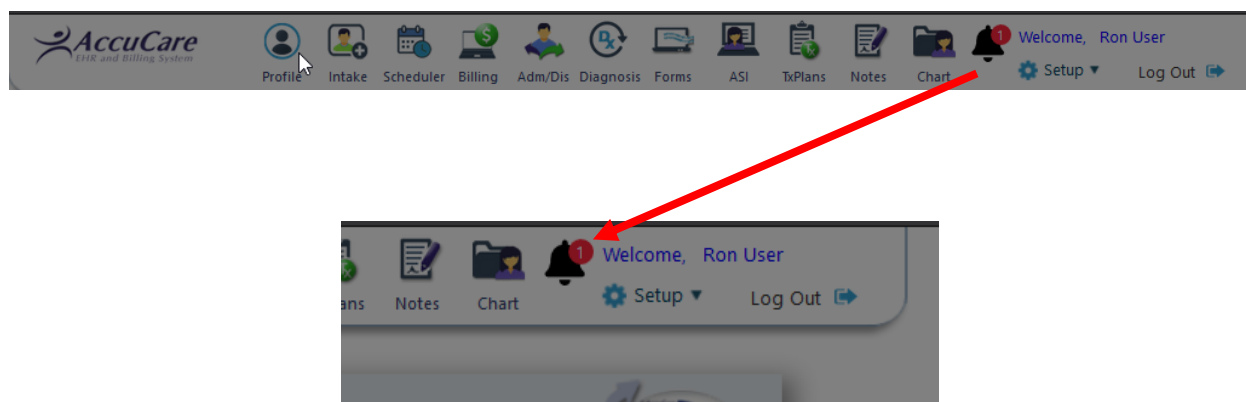 AccuCare
EHR and Billing System
Profile Intake Scheduler Billing Adm/Dis Diagnosis Forms ASI TxPlans Notes Chart
1 Welcome, Ron User
Setup ▼ Log Out
1 Welcome, Ron User
ans Notes Chart Setup ▼ Log Out